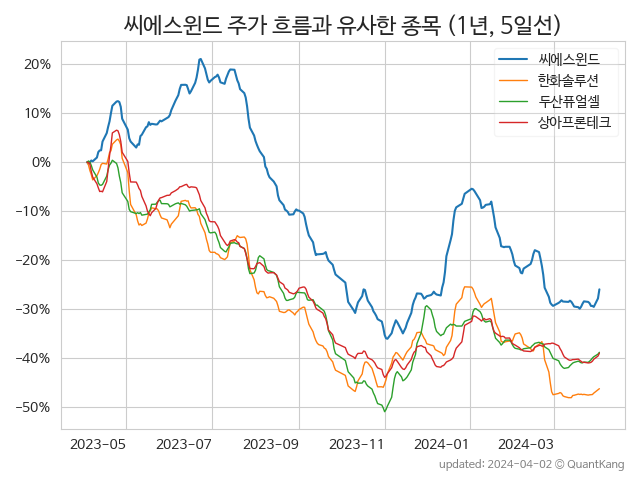 씨에스윈드 주가 흐름과 유사한 종목 (1년, 5일선)
씨에스윈드
한화솔루션
두산퓨얼셀
상아프론테크
20%
10%
0%
−10%
−20%
−30%
−40%
−50%
2023-05 2023-07 2023-09 2023-11 2024-01 2024-03
updated: 2024-04-02 © QuantKang